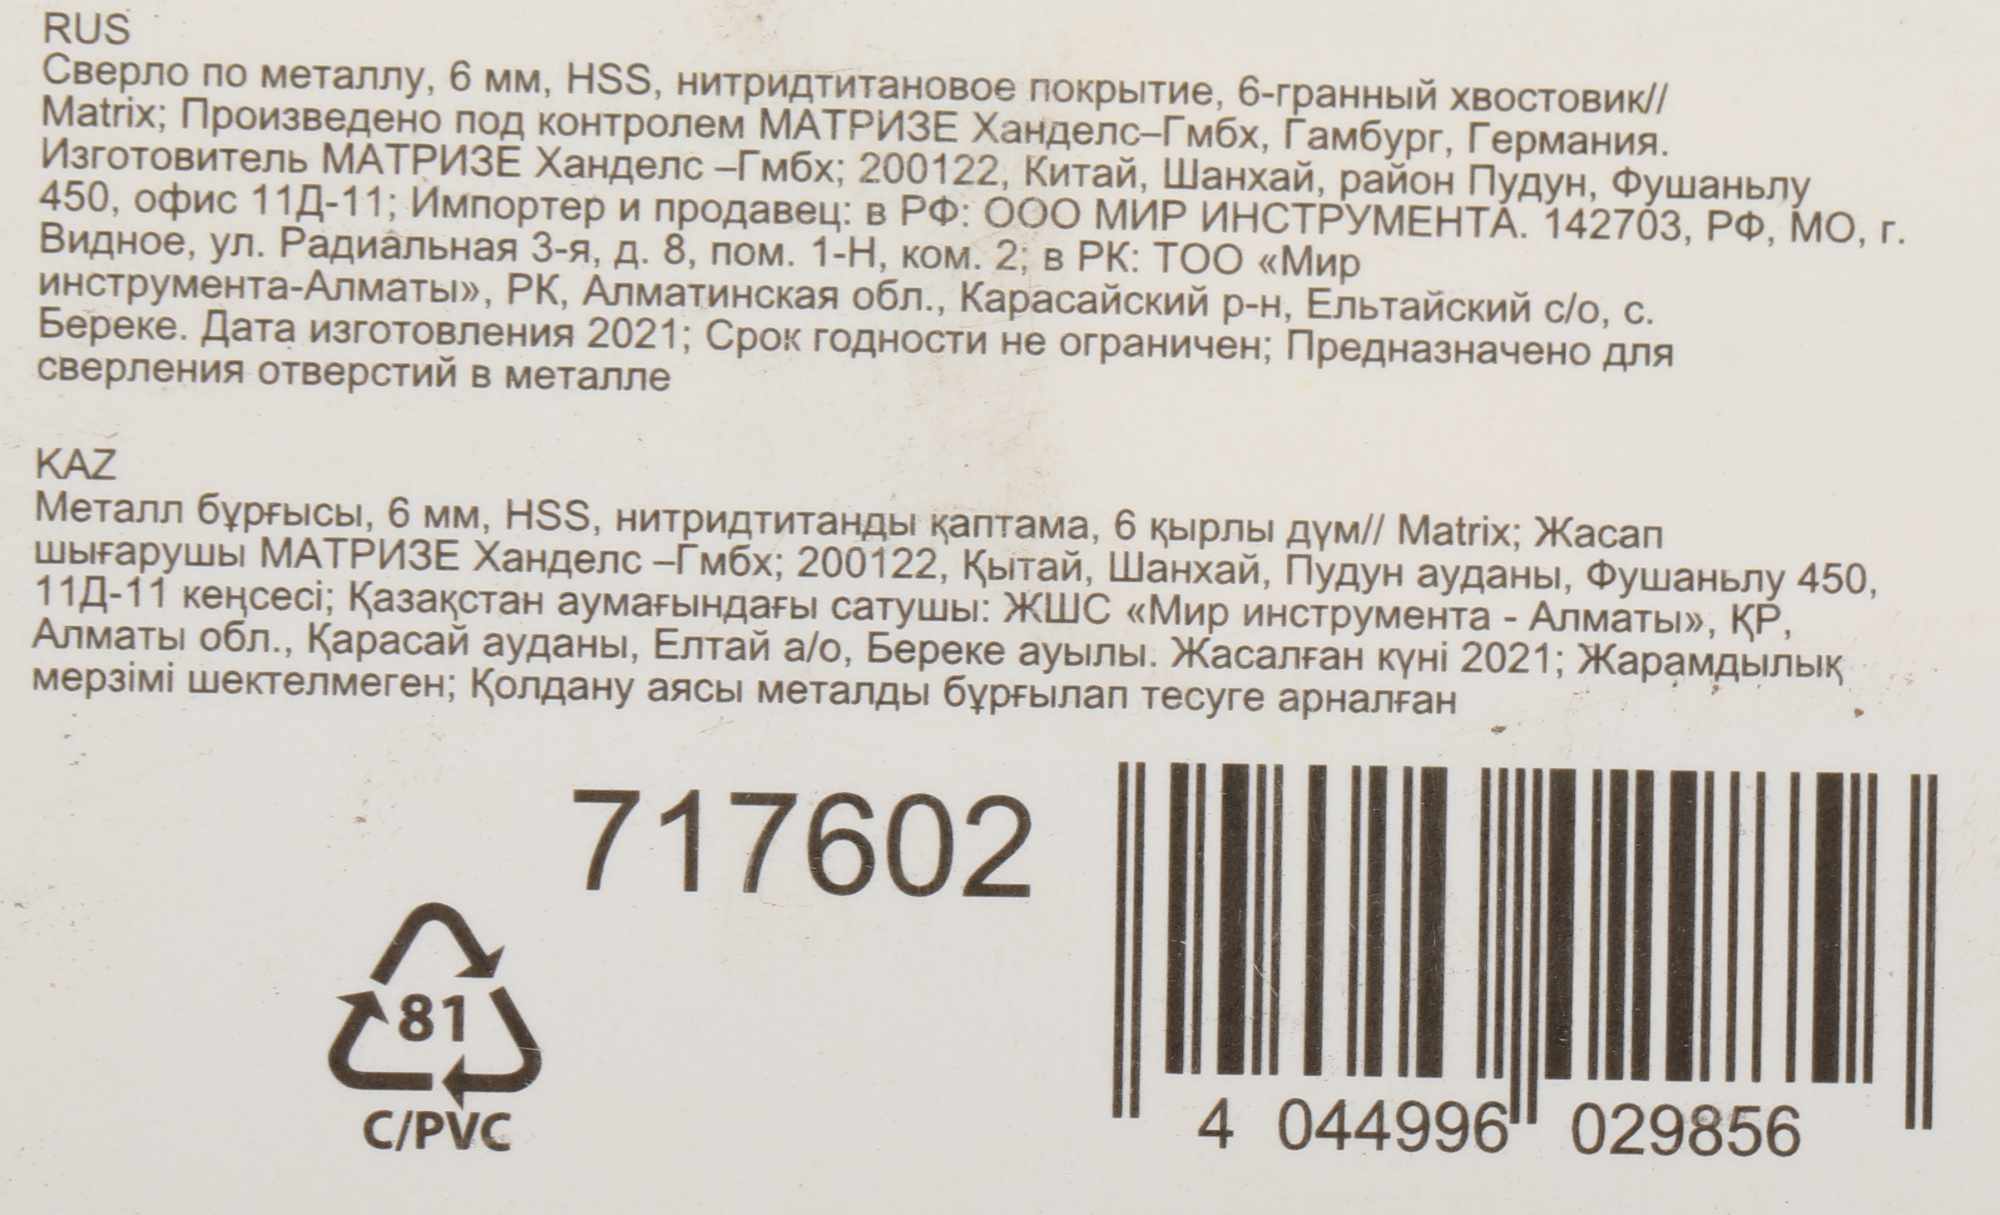 RUS
Сверло по металлу, 6 мм, HSS, нитридтитановое покрытие, 6-гранный хвостовик//
Matrix; Произведено под контролем МАТРИЗЕ Ханделс–Гмбх, Гамбург, Германия.
Изготовитель МАТРИЗЕ Ханделс –Гмбх; 200122, Китай, Шанхай, район Пудун, Фушаньлу
450, офис 11Д-11; Импортер и продавец: в РФ: ООО МИР ИНСТРУМЕНТА. 142703, РФ, МО, г.
Видное, ул. Радиальная 3-я, д. 8, пом. 1-Н, ком. 2; в РК: ТОО «Мир
инструмента-Алматы», РК, Алматинская обл., Карасайский р-н, Ельтайский с/о, с.
Береке. Дата изготовления 2021; Срок годности не ограничен; Предназначено для
сверления отверстий в металле
KAZ
Металл бұрғысы, 6 мм, HSS, нитридтитанды қаптама, 6 қырлы дүм// Matrix; Жасап
шығарушы МАТРИЗЕ Ханделс –Гмбх; 200122, Қытай, Шанхай, Пудун ауданы, Фушаньлу 450,
11Д-11 кеңсесі; Қазақстан аумағындағы сатушы: ЖШС «Мир инструмента - Алматы», ҚР,
Алматы обл., Қарасай ауданы, Елтай а/о, Береке ауылы. Жасалған күні 2021; Жарамдылық
мерзімі шектелмеген; Қолдану аясы металды бұрғылап тесуге арналған
717602
81
C/PVC
4 044996 029856